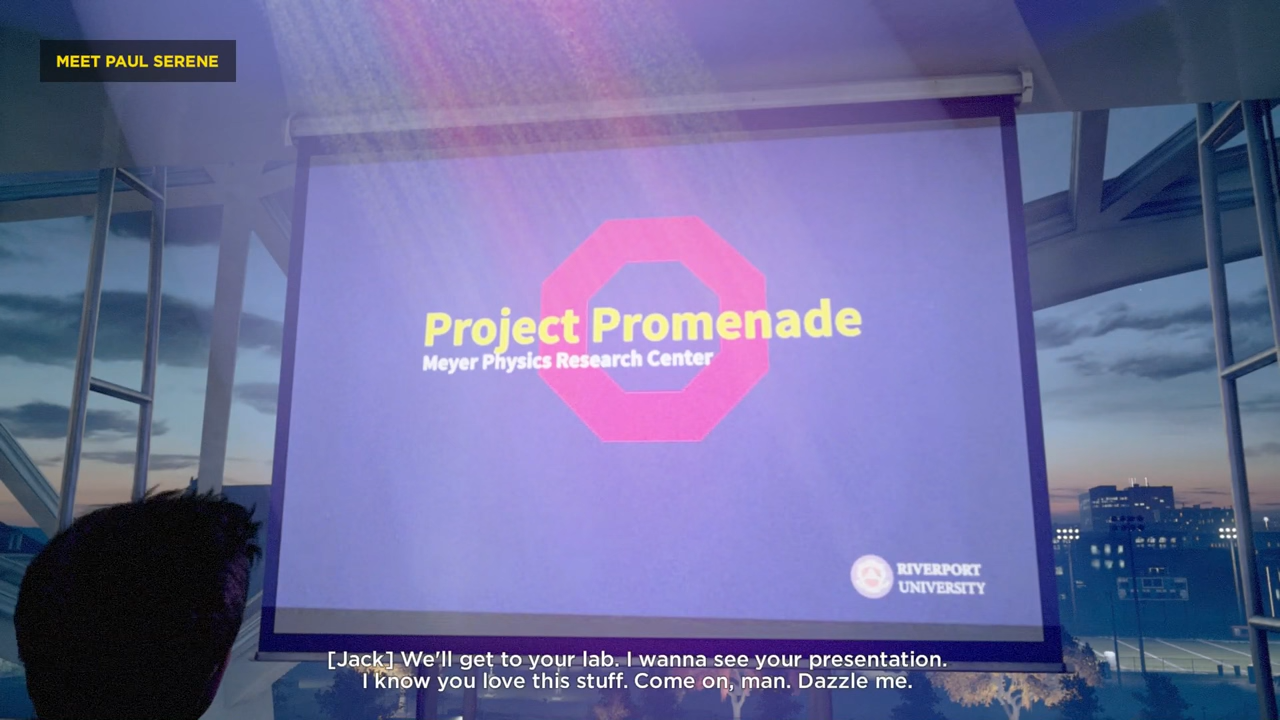 MEET PAUL SERENE
Project Promenade
Meyer Physics Research Center
RIVERPORT
UNIVERSITY
[Jack] We'll get to your lab. I wanna see your presentation.
I know you love this stuff. Come on, man. Dazzle me.